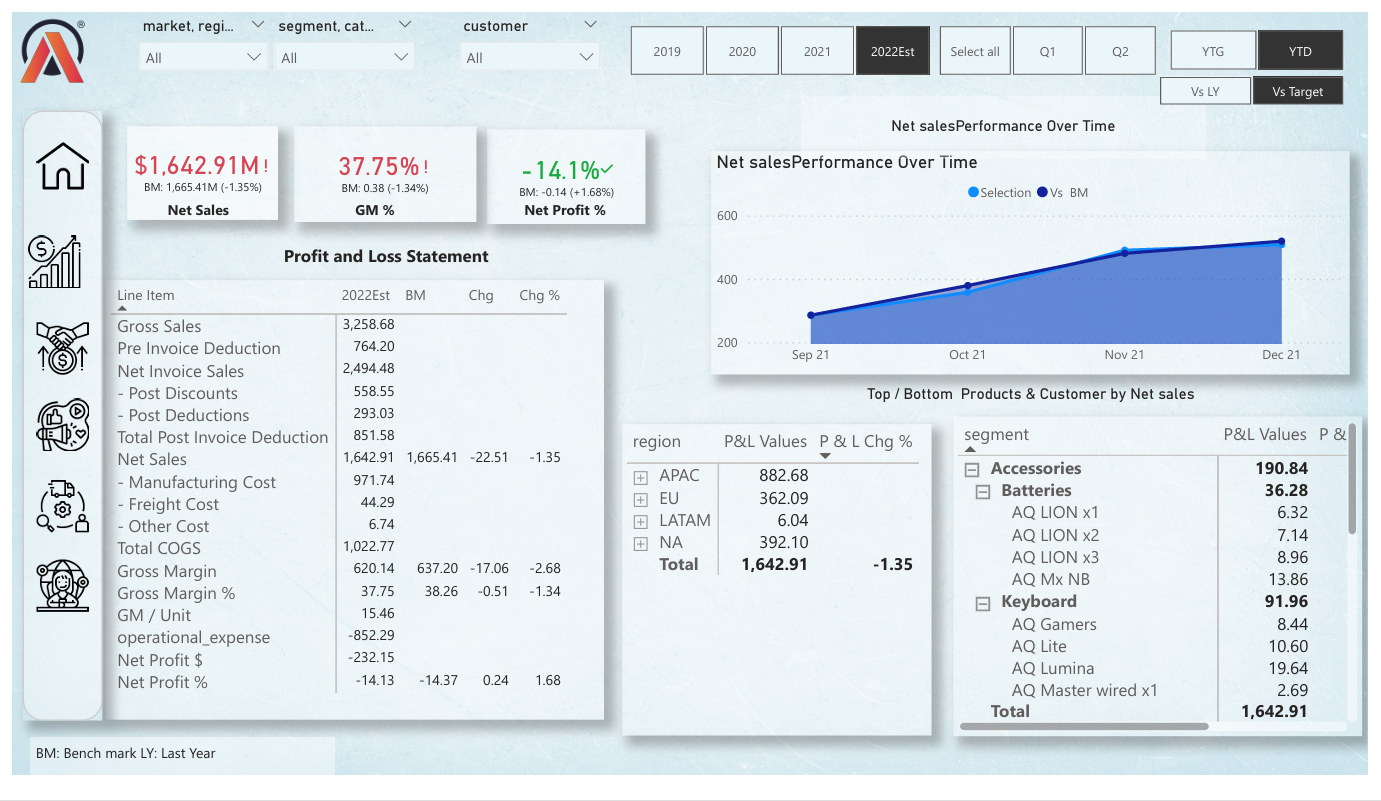 ®
market, regi...
segment, cat...
customer
All
All
All
2019
2020
2021
2022Est
Select all
Q1
Q2
YTG
YTD
Vs LY
Vs Target
$1,642.91M !
BM: 1,665.41M (-1.35%)
Net Sales
37.75% !
BM: 0.38 (-1.34%)
GM %
-14.1%
BM: -0.14 (+1.68%)
Net Profit %
Net salesPerformance Over Time
Net salesPerformance Over Time
Selection Vs BM
600
400
200
Sep 21 Oct 21 Nov 21 Dec 21
Profit and Loss Statement
Line Item 2022Est BM Chg Chg %
Gross Sales 3,258.68
Pre Invoice Deduction 764.20
Net Invoice Sales 2,494.48
- Post Discounts 558.55
- Post Deductions 293.03
Total Post Invoice Deduction 851.58
Net Sales 1,642.91 1,665.41 -22.51 -1.35
- Manufacturing Cost 971.74
- Freight Cost 44.29
- Other Cost 6.74
Total COGS 1,022.77
Gross Margin 620.14 637.20 -17.06 -2.68
Gross Margin % 37.75 38.26 -0.51 -1.34
GM / Unit 15.46
operational_expense -852.29
Net Profit $ -232.15
Net Profit % -14.13 -14.37 0.24 1.68
Top / Bottom Products & Customer by Net sales
region P&L Values P & L Chg %
APAC 882.68
EU 362.09
LATAM 6.04
NA 392.10
Total 1,642.91 -1.35
segment P&L Values P &
Accessories 190.84
Batteries 36.28
AQ LION x1 6.32
AQ LION x2 7.14
AQ LION x3 8.96
AQ Mx NB 13.86
Keyboard 91.96
AQ Gamers 8.44
AQ Lite 10.60
AQ Lumina 19.64
AQ Master wired x1 2.69
Total 1,642.91
BM: Bench mark LY: Last Year